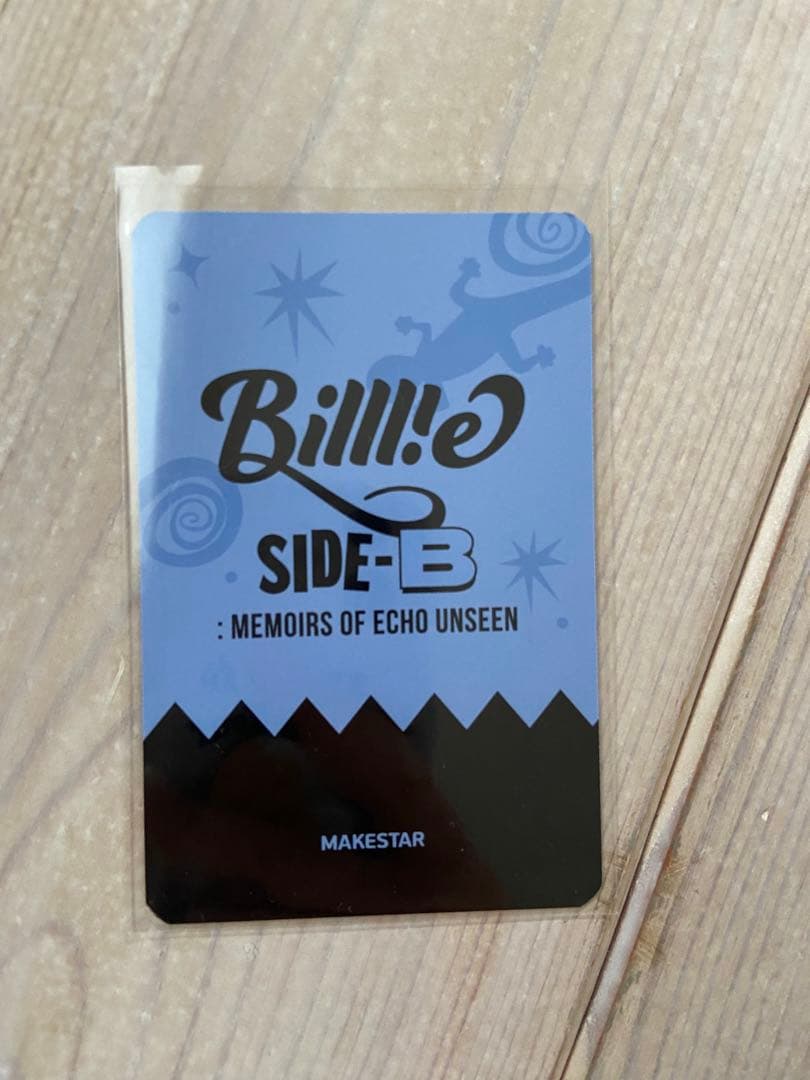 Billlie
SIDE-B
: MEMOIRS OF ECHO UNSEEN
MAKESTAR